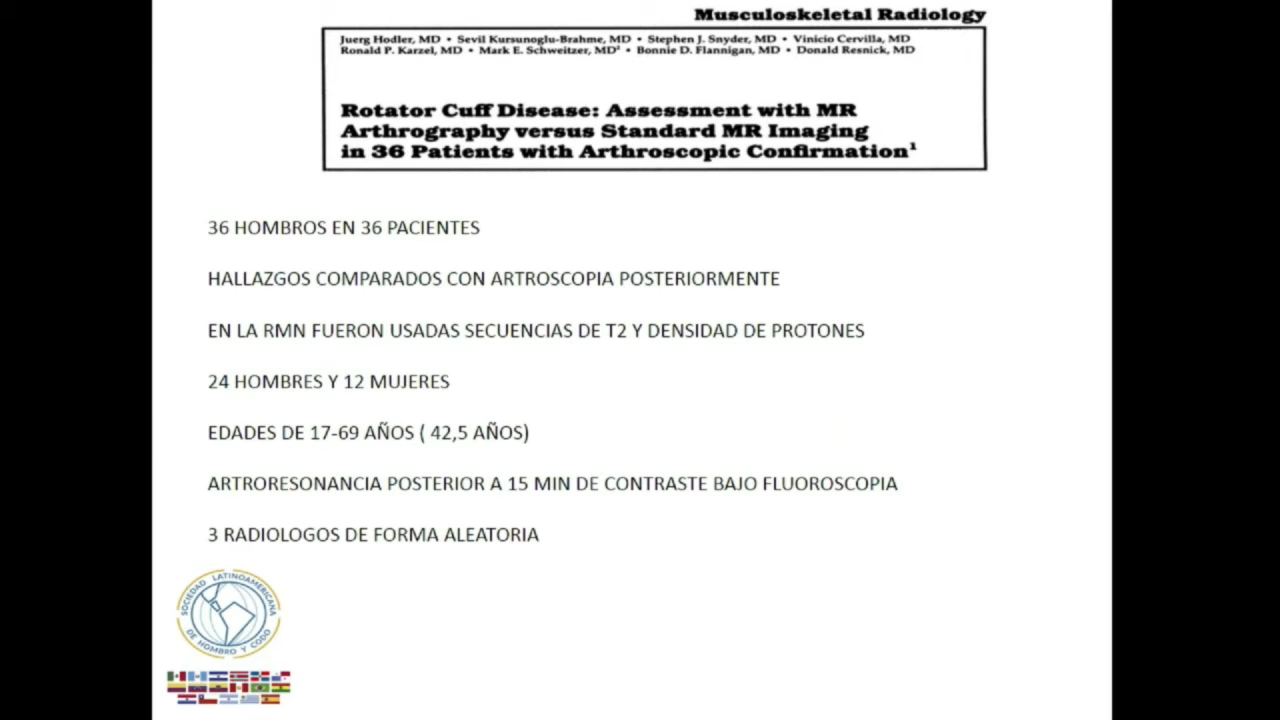 Musculoskeletal Radiology
Juerg Hodler, MD • Sevil Kursunoglu-Brahme, MD • Stephen J. Snyder, MD • Vinicio Cervilla, MD
Ronald P. Karzel, MD • Mark E. Schweitzer, MD² • Bonnie D. Flannigan, MD • Donald Resnick, MD
Rotator Cuff Disease: Assessment with MR
Arthrography versus Standard MR Imaging
in 36 Patients with Arthroscopic Confirmation¹
36 HOMBROS EN 36 PACIENTES
HALLAZGOS COMPARADOS CON ARTROSCOPIA POSTERIORMENTE
EN LA RMN FUERON USADAS SECUENCIAS DE T2 Y DENSIDAD DE PROTONES
24 HOMBRES Y 12 MUJERES
EDADES DE 17-69 AÑOS ( 42,5 AÑOS)
ARTRORESONANCIA POSTERIOR A 15 MIN DE CONTRASTE BAJO FLUOROSCOPIA
3 RADIOLOGOS DE FORMA ALEATORIA
SOCIEDAD LATINOAMERICANA
DE HOMBRO Y CODO